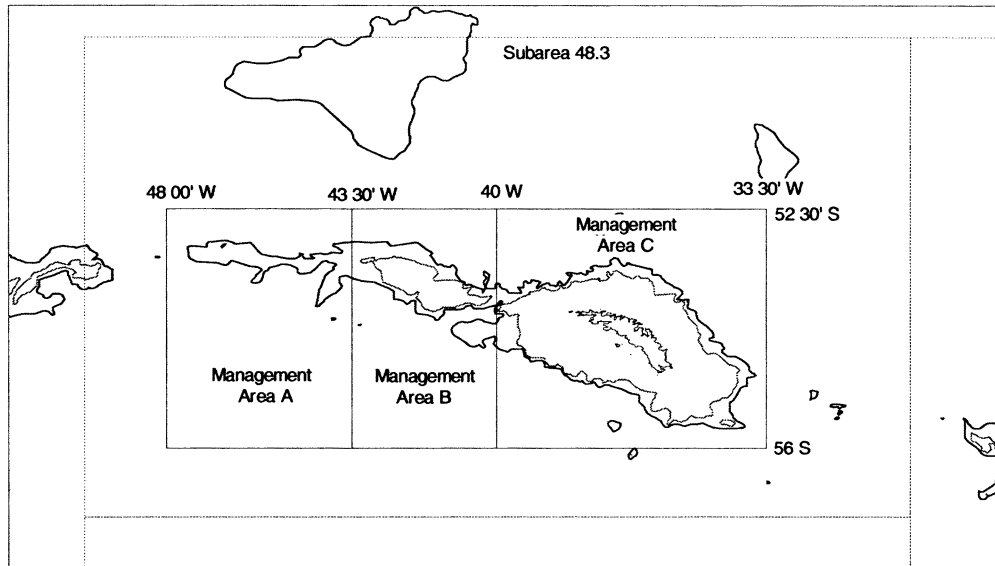 Subarea 48.3
48 00' W
43 30' W
40 W
33 30' W
52 30' S
Management
Area C
Management
Area A
Management
Area B
56 S